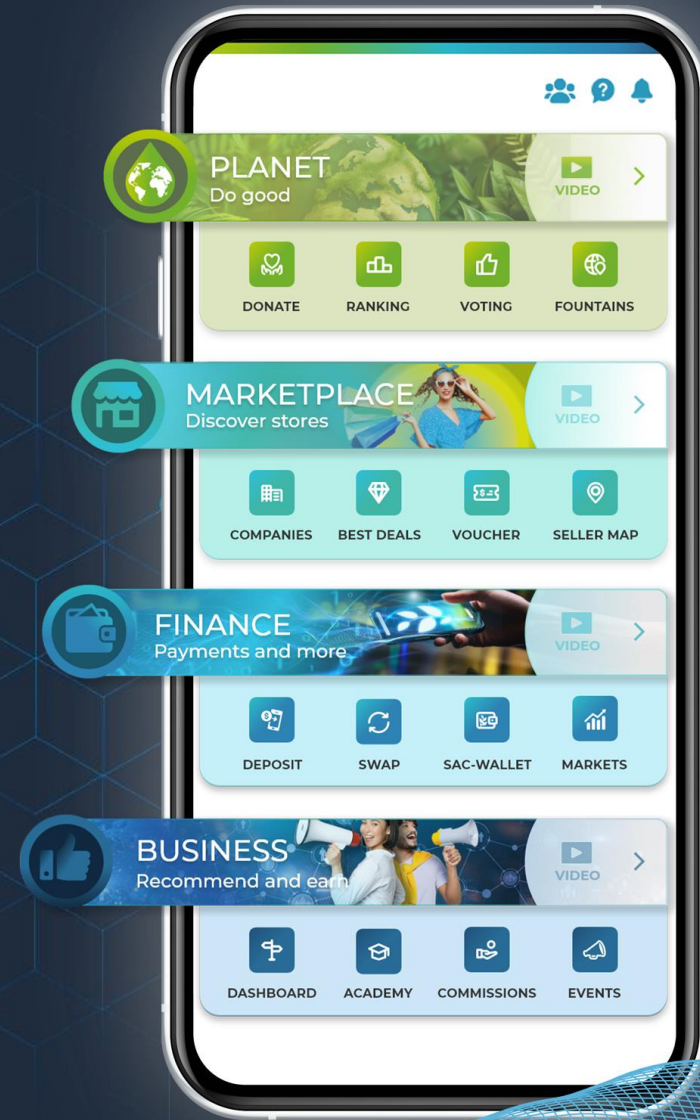 PLANET
Do good
VIDEO
DONATE RANKING VOTING FOUNTAINS
MARKETPLACE
Discover stores
VIDEO
COMPANIES BEST DEALS VOUCHER SELLER MAP
FINANCE
Payments and more
VIDEO
DEPOSIT SWAP SAC-WALLET MARKETS
BUSINESS
Recommend and earn
VIDEO
DASHBOARD ACADEMY COMMISSIONS EVENTS